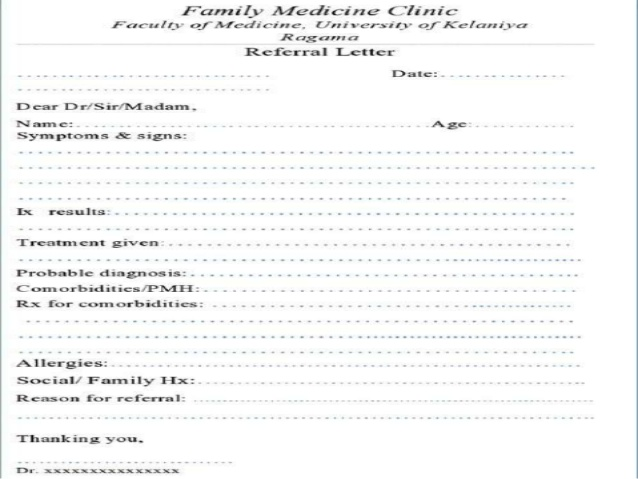 Family Medicine Clinic
Faculty of Medicine, University of Kelaniya
Ragama
Referral Letter
Date:..............
Dear Dr/Sir/Madam,
Name:............................................Age:............
Symptoms & signs:
Ix results:
Treatment given:
Probable diagnosis:
Comorbidities/PMH:
Rx for comorbidities:
Allergies:
Social/ Family Hx:
Reason for referral:
Thanking you,
Dr. xxxxxxxxxxxxxxx